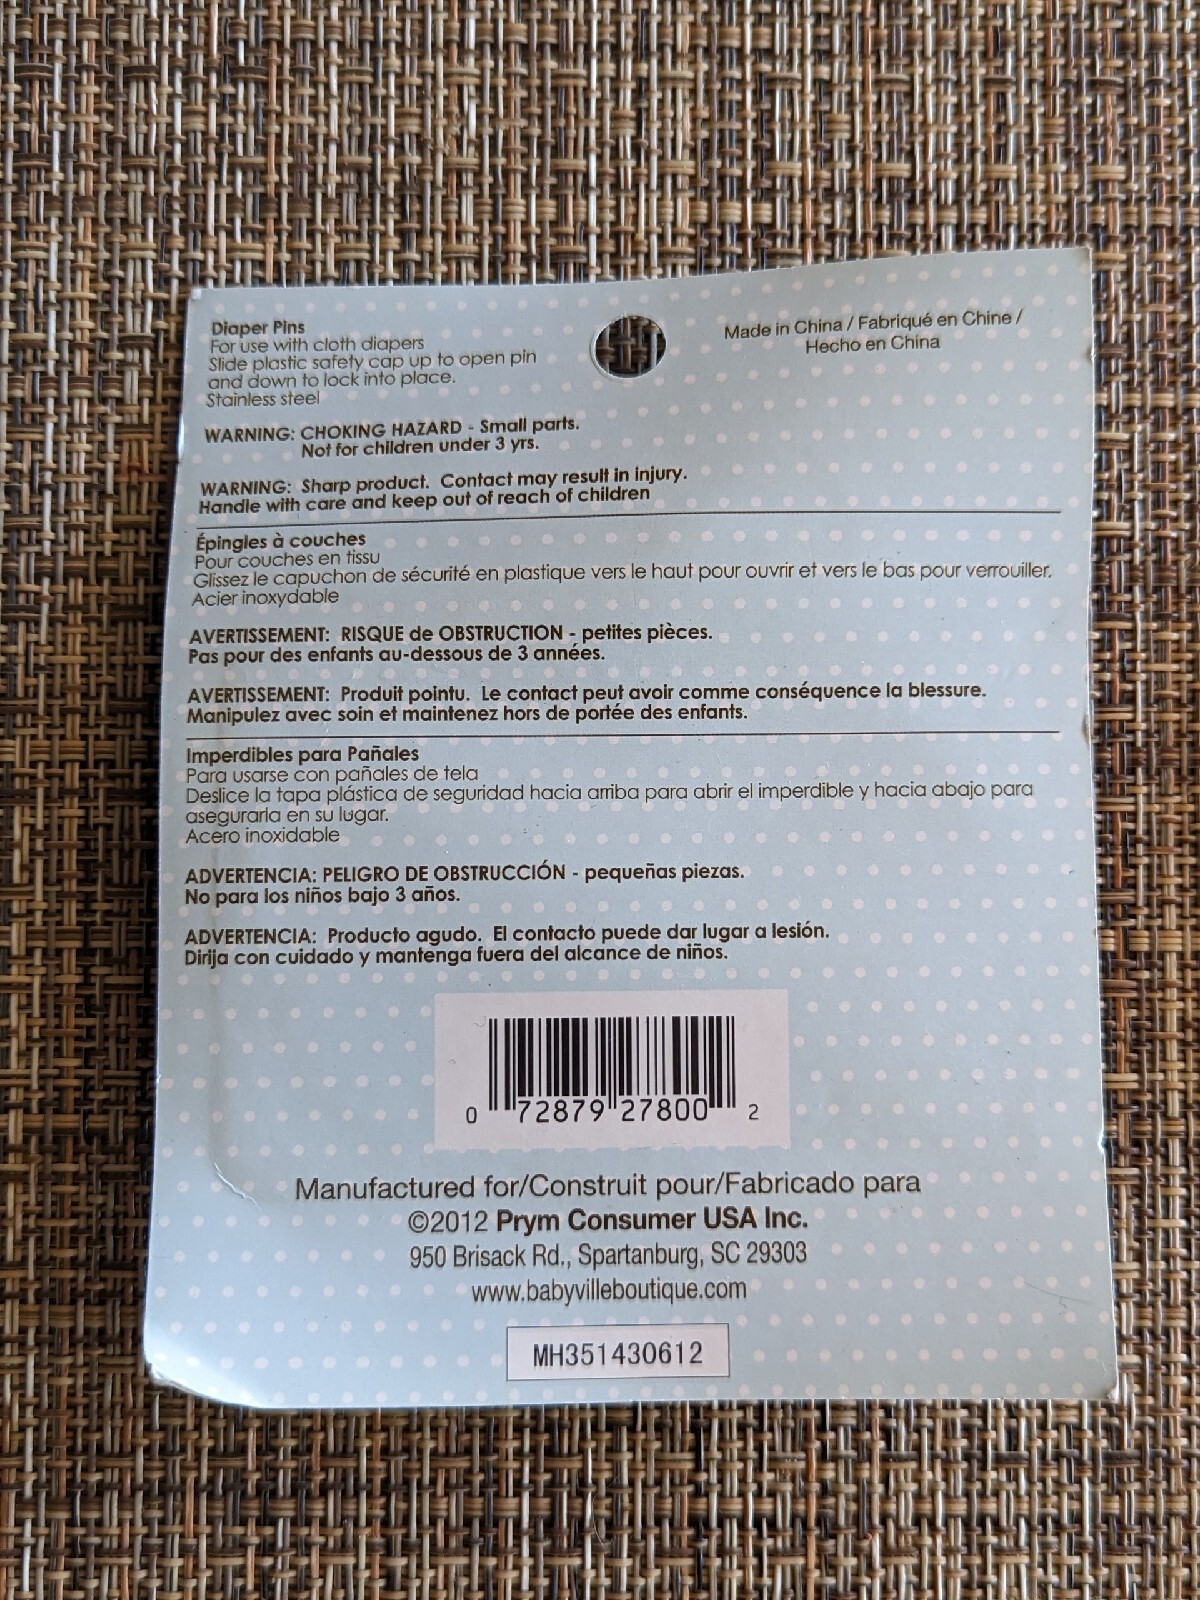 Diaper Pins
For use with cloth diapers
Slide plastic safety cap up to open pin
and down to lock into place.
Stainless steel
Made in China / Fabriqué en Chine /
Hecho en China
WARNING: CHOKING HAZARD - Small parts.
Not for children under 3 yrs.
WARNING: Sharp product. Contact may result in injury.
Handle with care and keep out of reach of children
Épingles à couches
Pour couches en tissu
Glissez le capuchon de sécurité en plastique vers le haut pour ouvrir et vers le bas pour verrouiller.
Acier inoxydable
AVERTISSEMENT: RISQUE de OBSTRUCTION - petites pièces.
Pas pour des enfants au-dessous de 3 années.
AVERTISSEMENT: Produit pointu. Le contact peut avoir comme conséquence la blessure.
Manipulez avec soin et maintenez hors de portée des enfants.
Imperdibles para Pañales
Para usarse con pañales de tela
Deslice la tapa plástica de seguridad hacia arriba para abrir el imperdible y hacia abajo para
asegurarla en su lugar.
Acero inoxidable
ADVERTENCIA: PELIGRO DE OBSTRUCCIÓN - pequeñas piezas.
No para los niños bajo 3 años.
ADVERTENCIA: Producto agudo. El contacto puede dar lugar a lesión.
Dirija con cuidado y mantenga fuera del alcance de niños.
0 72879 27800 2
Manufactured for/Construit pour/Fabricado para
©2012 Prym Consumer USA Inc.
950 Brisack Rd., Spartanburg, SC 29303
www.babyvilleboutique.com
MH351430612